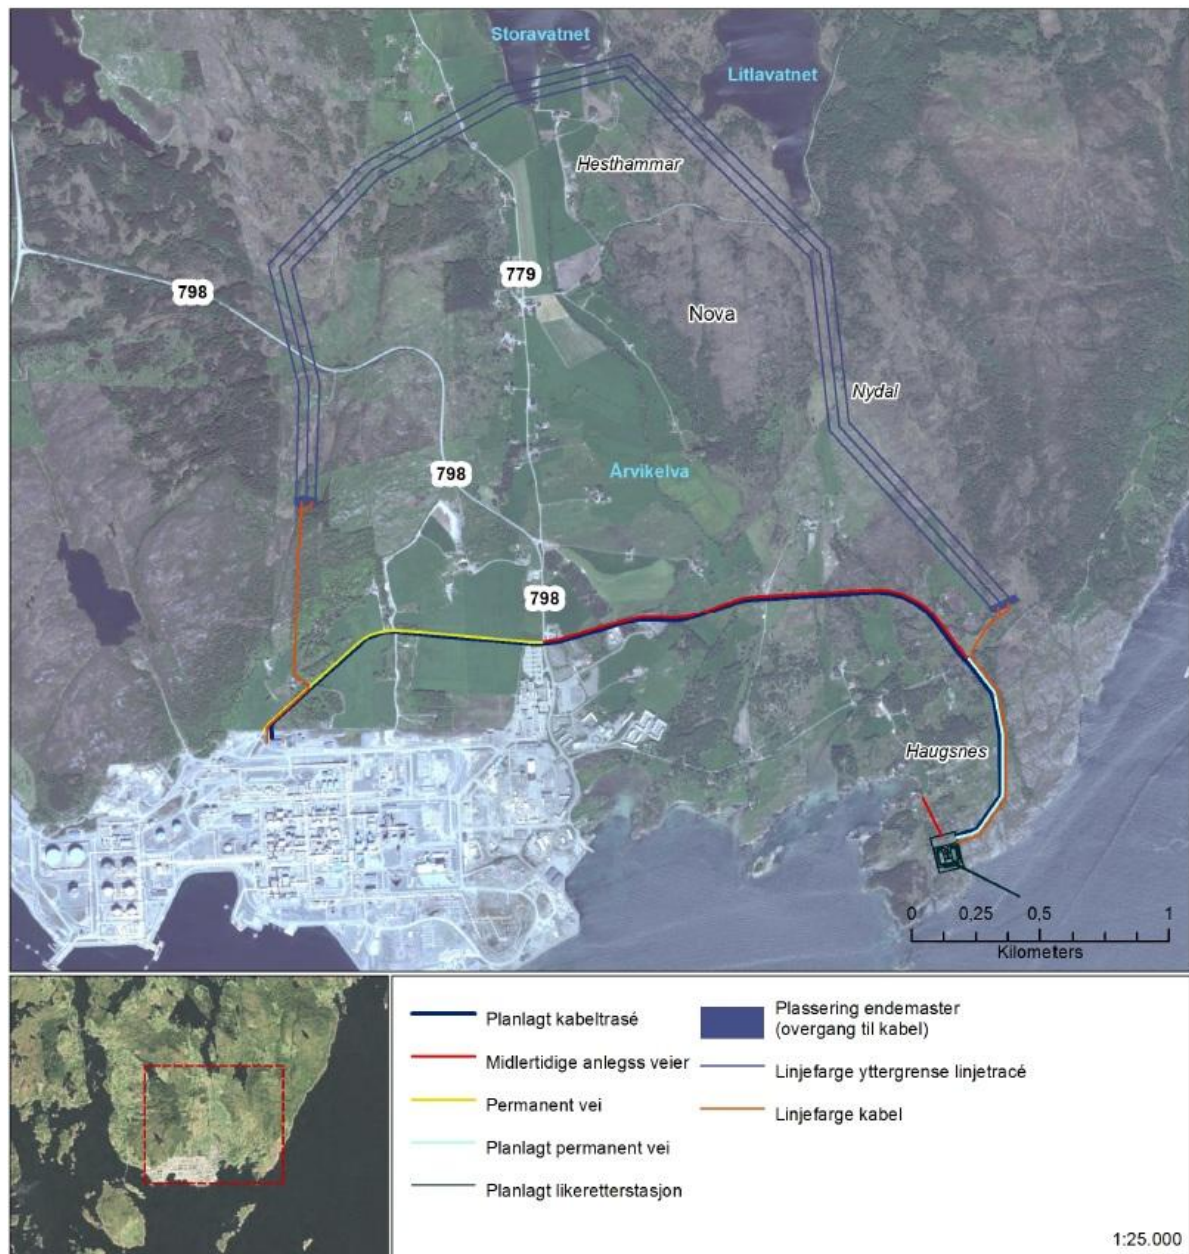 Storavatnet
Litlavatnet
Hesthammar
779
798
Nova
Nydal
798
Årvikelva
798
Haugsnes
0 0,25 0,5 1
Kilometers
Planlagt kabeltrasé
Midlertidige anlegss veier
Permanent vei
Planlagt permanent vei
Planlagt likeretterstasjon
Plassering endemaster
(overgang til kabel)
Linjefarge yttergrense linjetracé
Linjefarge kabel
1:25.000